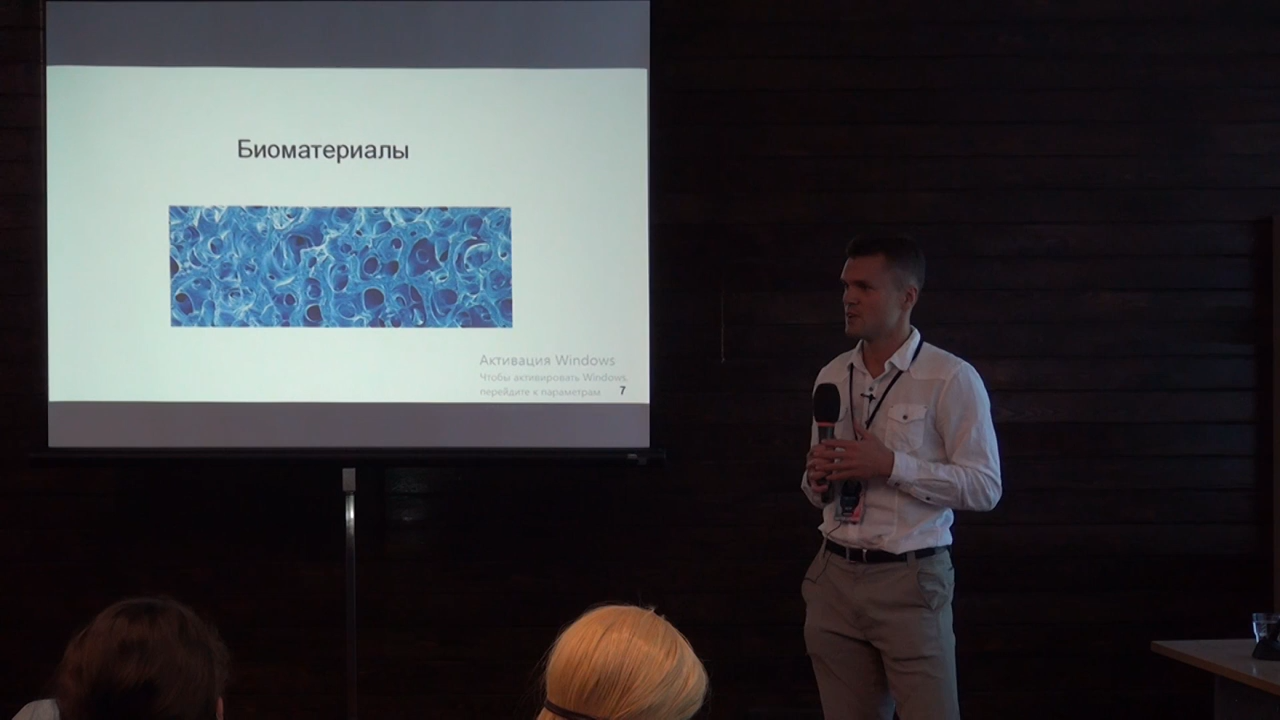 Биоматериалы
Активация Windows
Чтобы активировать Windows,
перейдите к параметрам
7